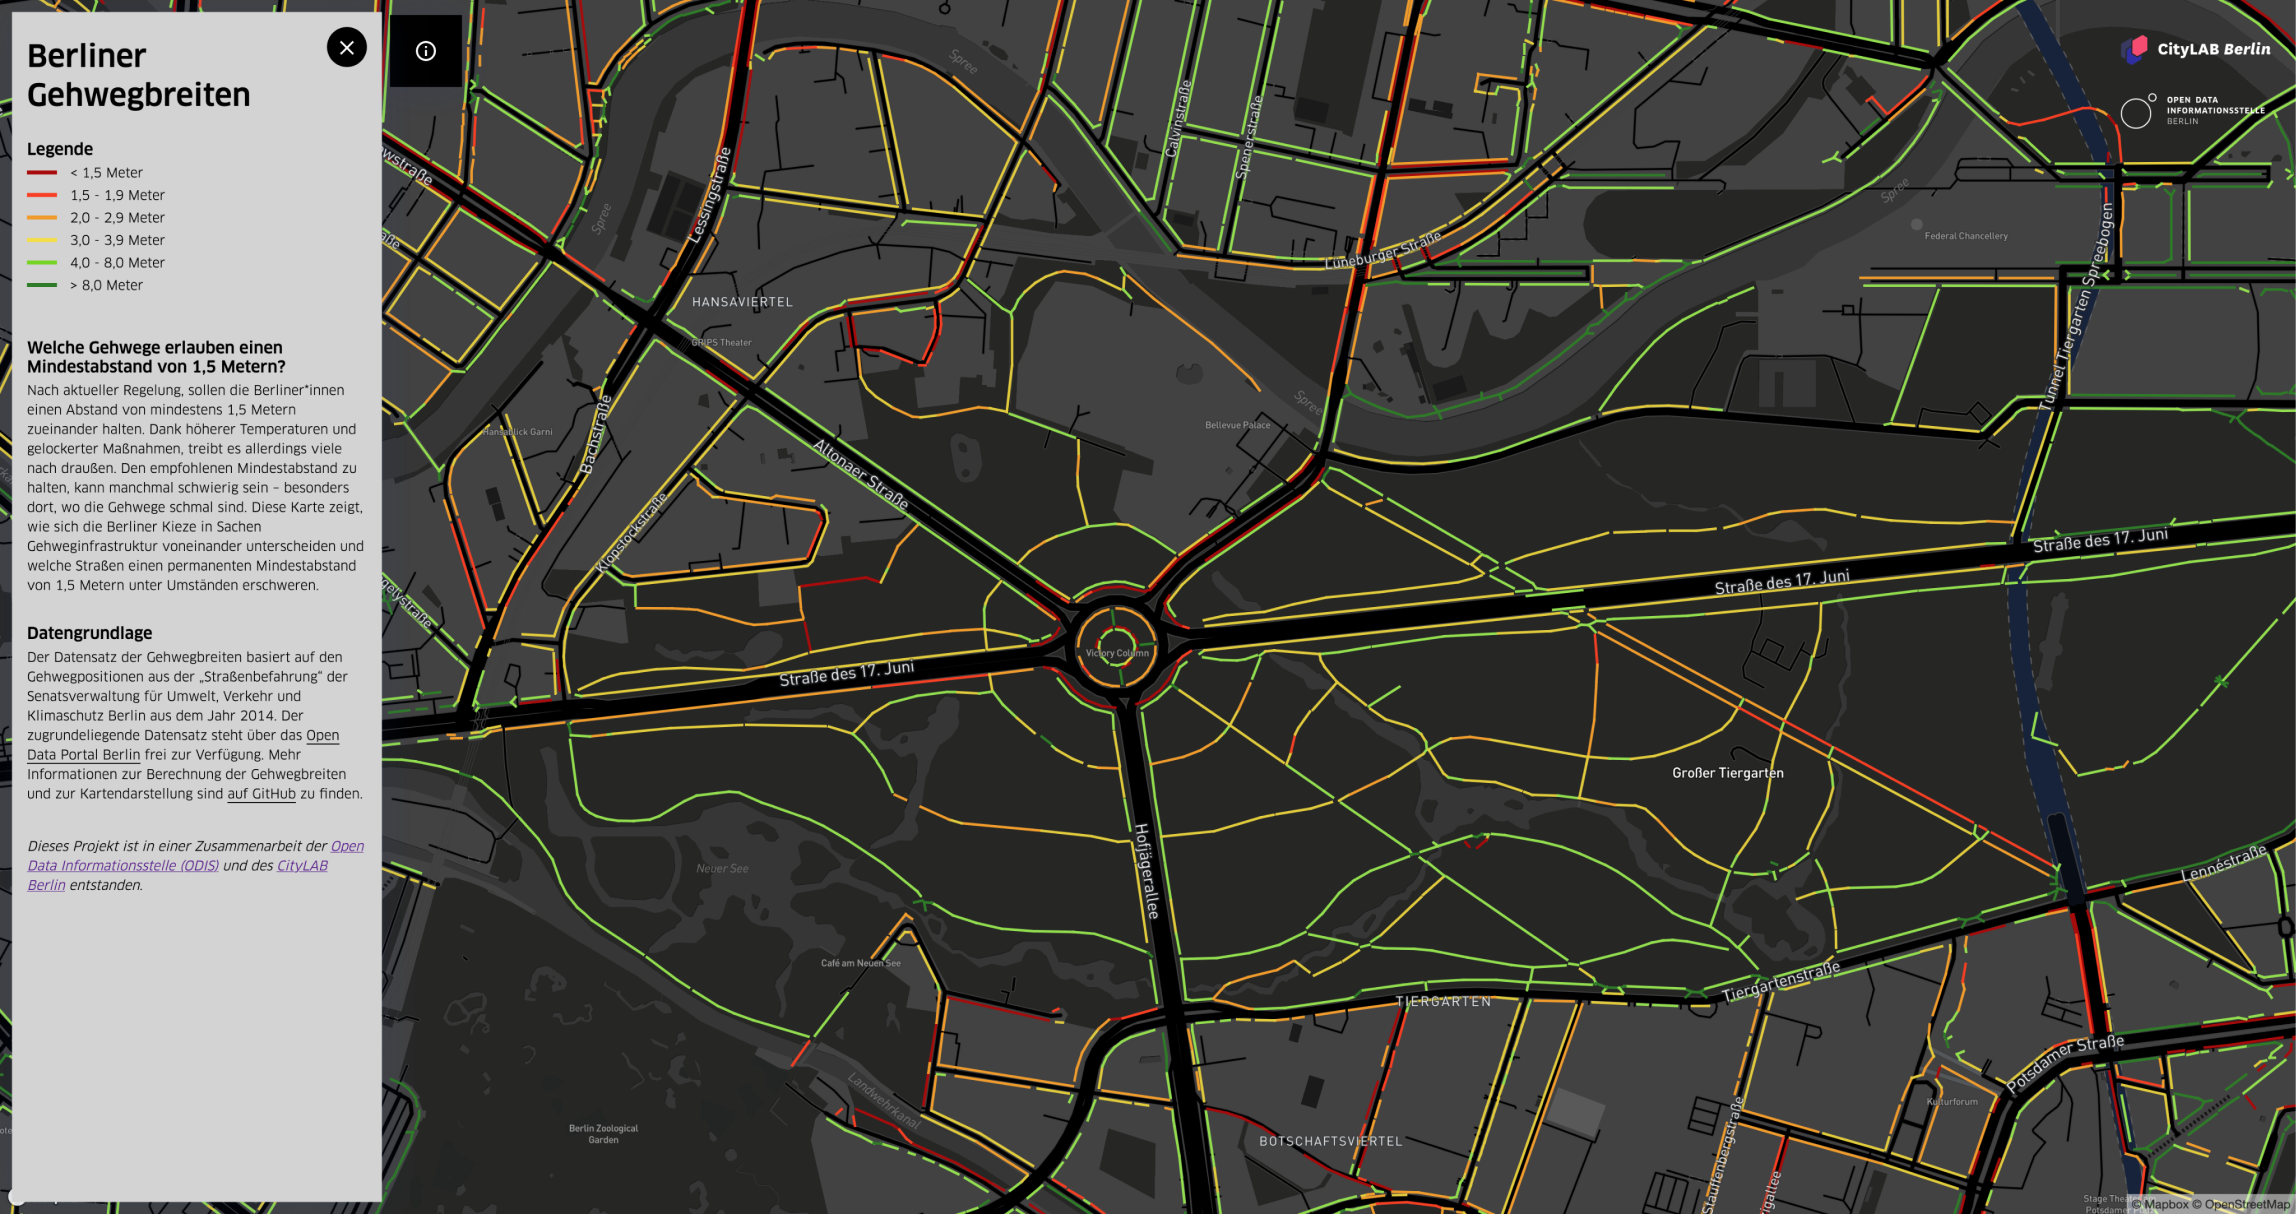 Berliner
Gehwegbreiten
Legende
< 1,5 Meter
1,5 - 1,9 Meter
2,0 - 2,9 Meter
3,0 - 3,9 Meter
4,0 - 8,0 Meter
> 8,0 Meter
Welche Gehwege erlauben einen
Mindestabstand von 1,5 Metern?
Nach aktueller Regelung, sollen die Berliner*innen
einen Abstand von mindestens 1,5 Metern
zueinander halten. Dank höherer Temperaturen und
gelockerter Maßnahmen, treibt es allerdings viele
nach draußen. Den empfohlenen Mindestabstand zu
halten, kann manchmal schwierig sein – besonders
dort, wo die Gehwege schmal sind. Diese Karte zeigt,
wie sich die Berliner Kieze in Sachen
Gehweginfrastruktur voneinander unterscheiden und
welche Straßen einen permanenten Mindestabstand
von 1,5 Metern unter Umständen erschweren.
Datengrundlage
Der Datensatz der Gehwegbreiten basiert auf den
Gehwegpositionen aus der „Straßenbefahrung“ der
Senatsverwaltung für Umwelt, Verkehr und
Klimaschutz Berlin aus dem Jahr 2014. Der
zugrundeliegende Datensatz steht über das Open
Data Portal Berlin frei zur Verfügung. Mehr
Informationen zur Berechnung der Gehwegbreiten
und zur Kartendarstellung sind auf GitHub zu finden.
Dieses Projekt ist in einer Zusammenarbeit der Open
Data Informationsstelle (ODIS) und des CityLAB
Berlin entstanden.
CityLAB Berlin
OPEN DATA
INFORMATIONSSTELLE
BERLIN
Spree
Calvinstraße
Spenerstraße
Lessingstraße
Spree
Spree
Lüneburger Straße
Federal Chancellery
Tunnel Tiergarten Spreebogen
HANSAVIERTEL
GRIPS Theater
Spree
Bellevue Palace
Hansablick Garni
Bachstraße
Altonaer Straße
Klopstockstraße
Straße des 17. Juni
Straße des 17. Juni
Straße des 17. Juni
Victory Column
Großer Tiergarten
Hofjägerallee
Neuer See
Lennéstraße
Café am Neuen See
Tiergartenstraße
TIERGARTEN
Potsdamer Straße
Landwehrkanal
Kulturforum
Berlin Zoological
Garden
BOTSCHAFTSVIERTEL
Stauffenbergstraße
© Mapbox © OpenStreetMap